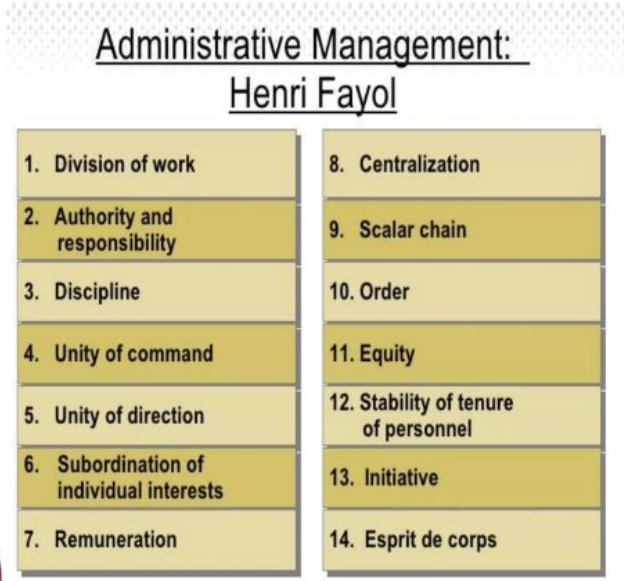 Administrative Management:
Henri Fayol
1. Division of work
2. Authority and
responsibility
3. Discipline
4. Unity of command
5. Unity of direction
6. Subordination of
individual interests
7. Remuneration
8. Centralization
9. Scalar chain
10. Order
11. Equity
12. Stability of tenure
of personnel
13. Initiative
14. Esprit de corps